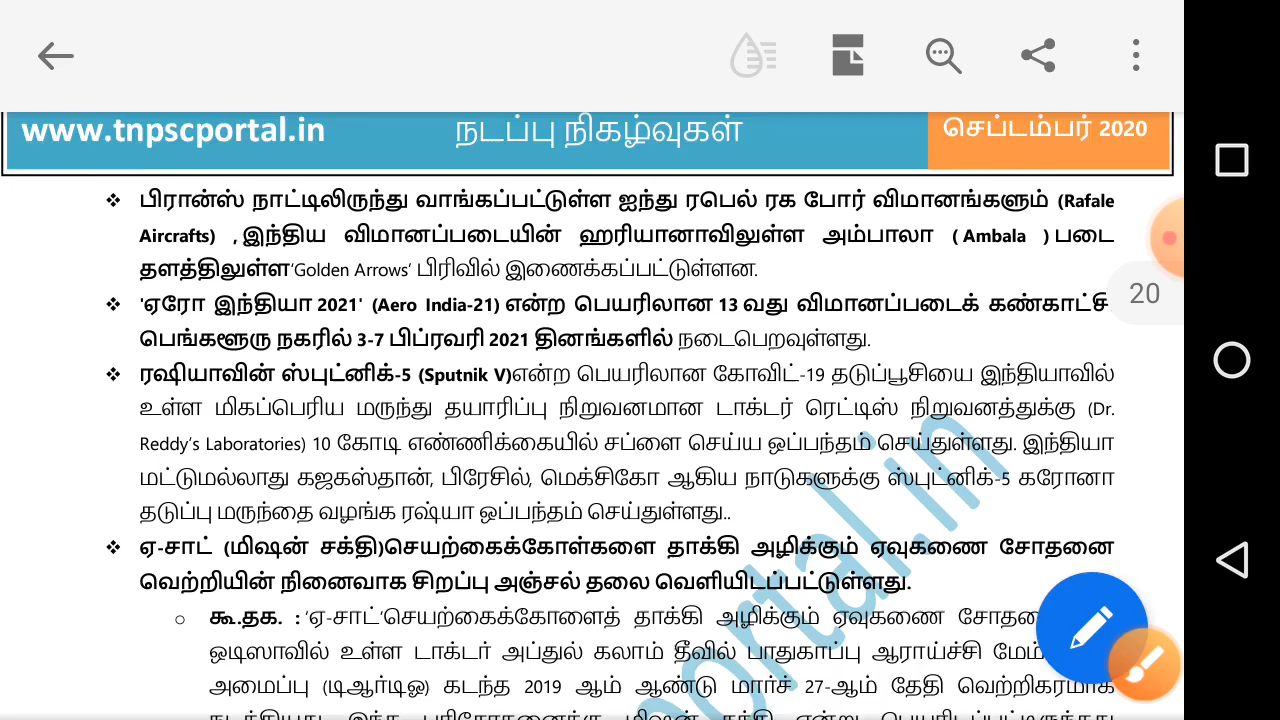 www.tnpscportal.in நடப்பு நிகழ்வுகள் செப்டம்பர் 2020
❖ பிரான்ஸ் நாட்டிலிருந்து வாங்கப்பட்டுள்ள ஐந்து ரபெல் ரக போர் விமானங்களும் (Rafale
Aircrafts) , இந்திய விமானப்படையின் ஹரியானாவிலுள்ள அம்பாலா ( Ambala ) படை
தளத்திலுள்ள'Golden Arrows' பிரிவில் இணைக்கப்பட்டுள்ளன.
20
❖ 'ஏரோ இந்தியா 2021' (Aero India-21) என்ற பெயரிலான 13 வது விமானப்படைக் கண்காட்சி
பெங்களூரு நகரில் 3-7 பிப்ரவரி 2021 தினங்களில் நடைபெறவுள்ளது.
❖ ரஷியாவின் ஸ்புட்னிக்-5 (Sputnik V)என்ற பெயரிலான கோவிட்-19 தடுப்பூசியை இந்தியாவில்
உள்ள மிகப்பெரிய மருந்து தயாரிப்பு நிறுவனமான டாக்டர் ரெட்டிஸ் நிறுவனத்துக்கு (Dr.
Reddy's Laboratories) 10 கோடி எண்ணிக்கையில் சப்ளை செய்ய ஒப்பந்தம் செய்துள்ளது. இந்தியா
மட்டுமல்லாது கஜகஸ்தான், பிரேசில், மெக்சிகோ ஆகிய நாடுகளுக்கு ஸ்புட்னிக்-5 கரோனா
தடுப்பு மருந்தை வழங்க ரஷ்யா ஒப்பந்தம் செய்துள்ளது..
❖ ஏ-சாட் (மிஷன் சக்தி)செயற்கைக்கோள்களை தாக்கி அழிக்கும் ஏவுகணை சோதனை
வெற்றியின் நினைவாக சிறப்பு அஞ்சல் தலை வெளியிடப்பட்டுள்ளது.
o கூ.தக. : 'ஏ-சாட்'செயற்கைக்கோளைத் தாக்கி அழிக்கும் ஏவுகணை
ஒடிஸாவில் உள்ள டாக்டர் அப்துல் கலாம் தீவில் பாதுகாப்பு ஆராய்ச்சி
அமைப்பு (டிஆர்டிஓ) கடந்த 2019 ஆம் ஆண்டு மார்ச் 27-ஆம் தேதி வெற்றிகரமாக
portal.in